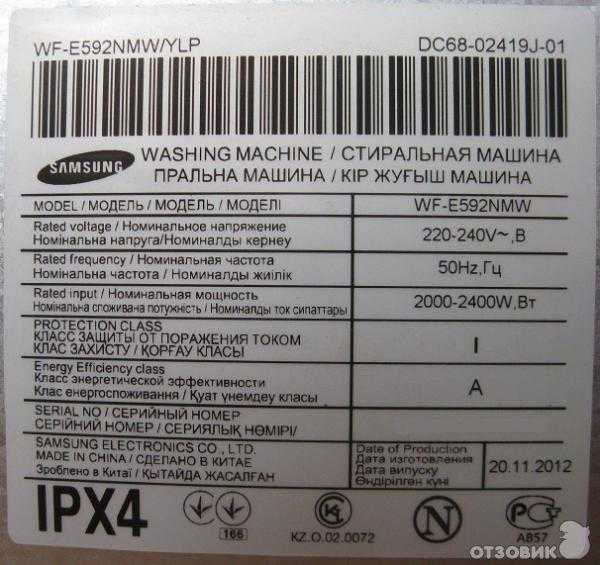 WF-E592NMW/YLP DC68-02419J-01
SAMSUNG
WASHING MACHINE / СТИРАЛЬНАЯ МАШИНА
ПРАЛЬНА МАШИНА / КІР ЖУҒЫШ МАШИНА
MODEL / МОДЕЛЬ / МОДЕЛЬ / МОДЕЛІ WF-E592NMW
Rated voltage / Номинальное напряжение
Номінальна напруга/Номиналды кернеу
220-240V~,В
Rated frequency / Номинальная частота
Номінальна частота / Номиналды жиілік
50Hz,Гц
Rated input / Номинальная мощность
Номінальна споживана потужність / Номиналды ток сипаттары
2000-2400W,Вт
PROTECTION CLASS
КЛАСС ЗАЩИТЫ ОТ ПОРАЖЕНИЯ ТОКОМ
КЛАС ЗАХИСТУ / ҚОРҒАУ КЛАСЫ
I
Energy Efficiency class
Класс энергетической эффективности
Клас енергоспоживання / Қуат үнемдеу класы
A
SERIAL NO / СЕРИЙНЫЙ НОМЕР
СЕРІЙНИЙ НОМЕР / СЕРИЯЛЫҚ НӨМІРІ/
SAMSUNG ELECTRONICS CO., LTD.
MADE IN CHINA / СДЕЛАНО В КИТАЕ
Зроблено в Китаї / ҚЫТАЙДА ЖАСАЛҒАН
Date of Production
Дата изготовления
Дата випуску
Өндірілген күні
20.11.2012
IPX4
166
KZ.O.02.0072
N
АВ57
ОТЗОВИК